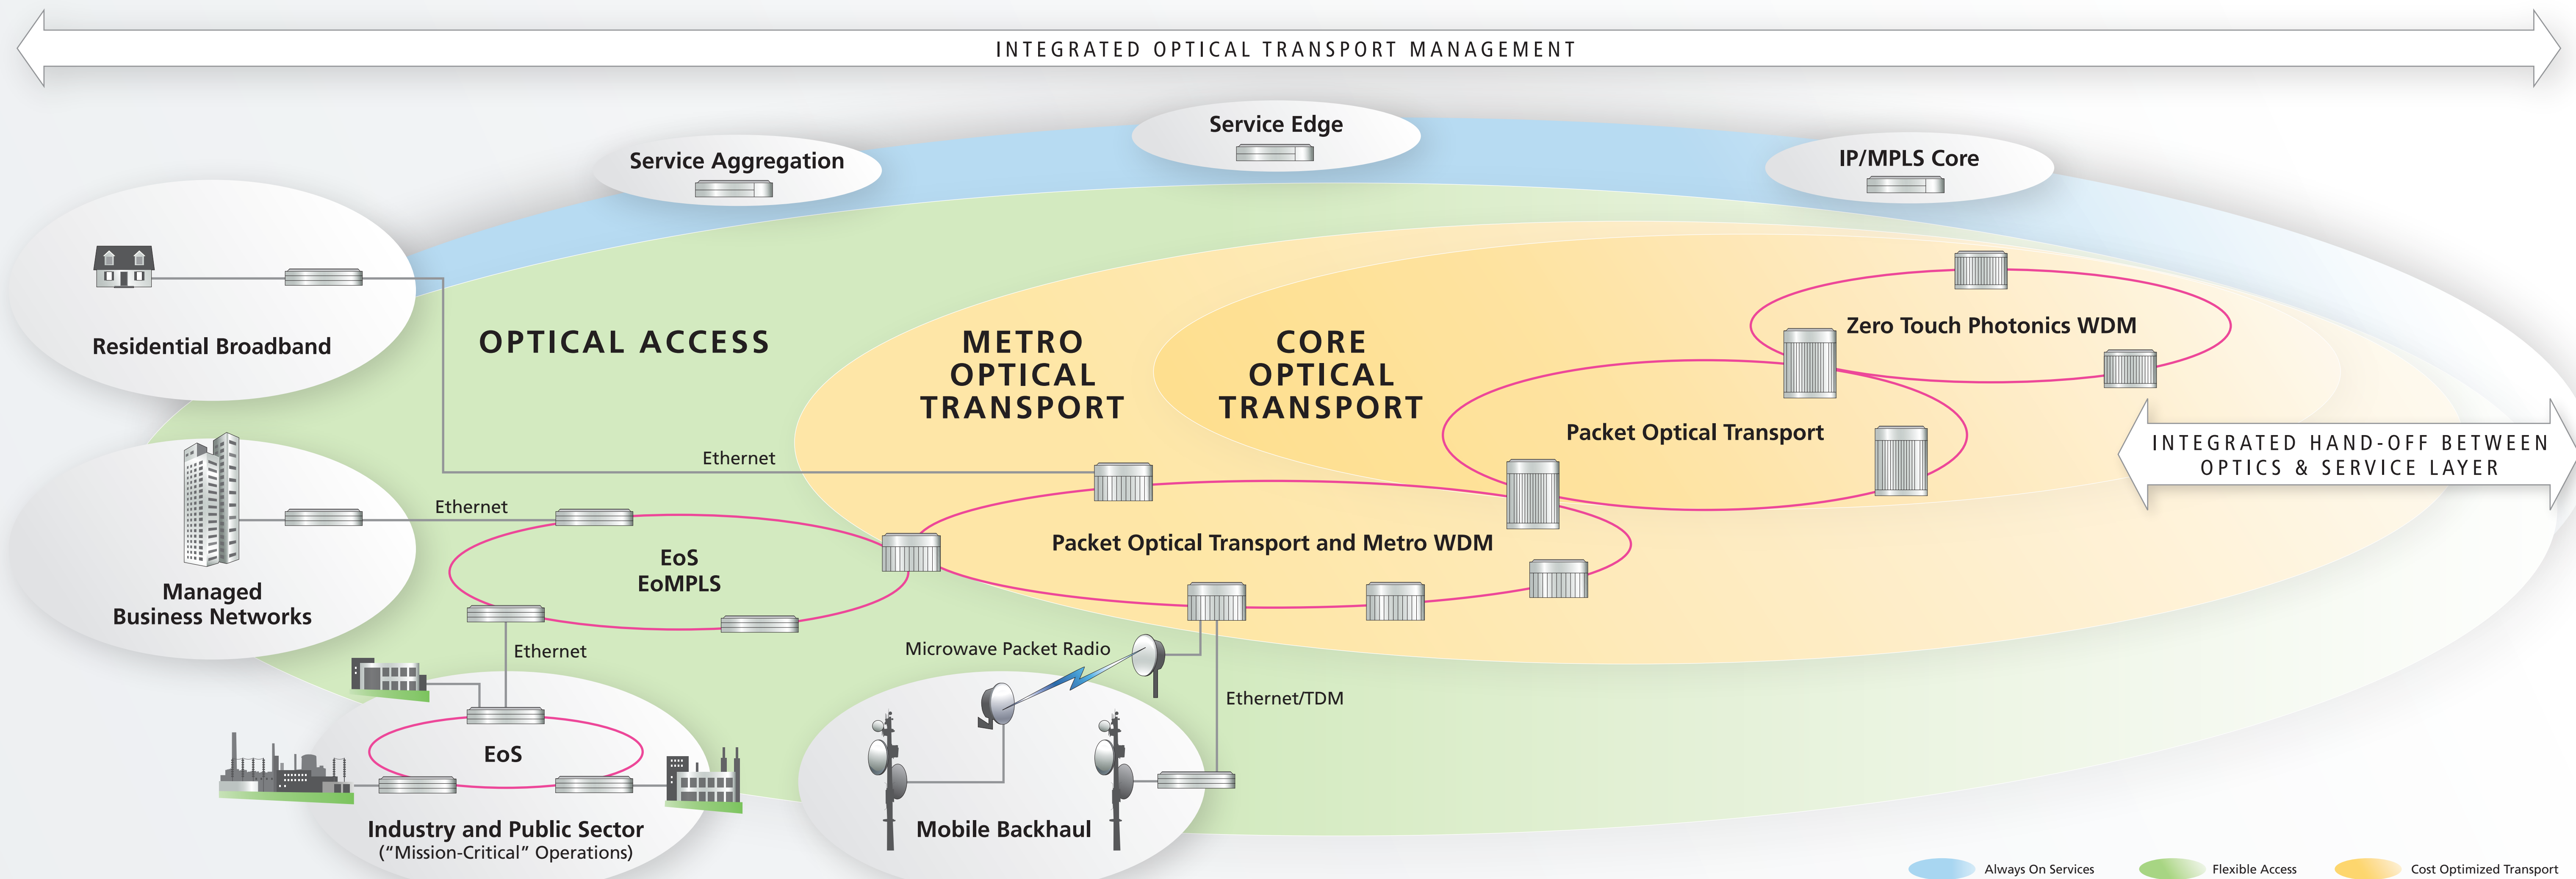 INTEGRATED OPTICAL TRANSPORT MANAGEMENT
Service Edge
Service Aggregation
IP/MPLS Core
Residential Broadband
OPTICAL ACCESS
METRO
OPTICAL
TRANSPORT
CORE
OPTICAL
TRANSPORT
Zero Touch Photonics WDM
Packet Optical Transport
INTEGRATED HAND-OFF BETWEEN
OPTICS & SERVICE LAYER
Ethernet
Ethernet
Managed
Business Networks
EoS
EoMPLS
Packet Optical Transport and Metro WDM
Ethernet
Microwave Packet Radio
Ethernet/TDM
EoS
Industry and Public Sector
(“Mission-Critical” Operations)
Mobile Backhaul
Always On Services
Flexible Access
Cost Optimized Transport